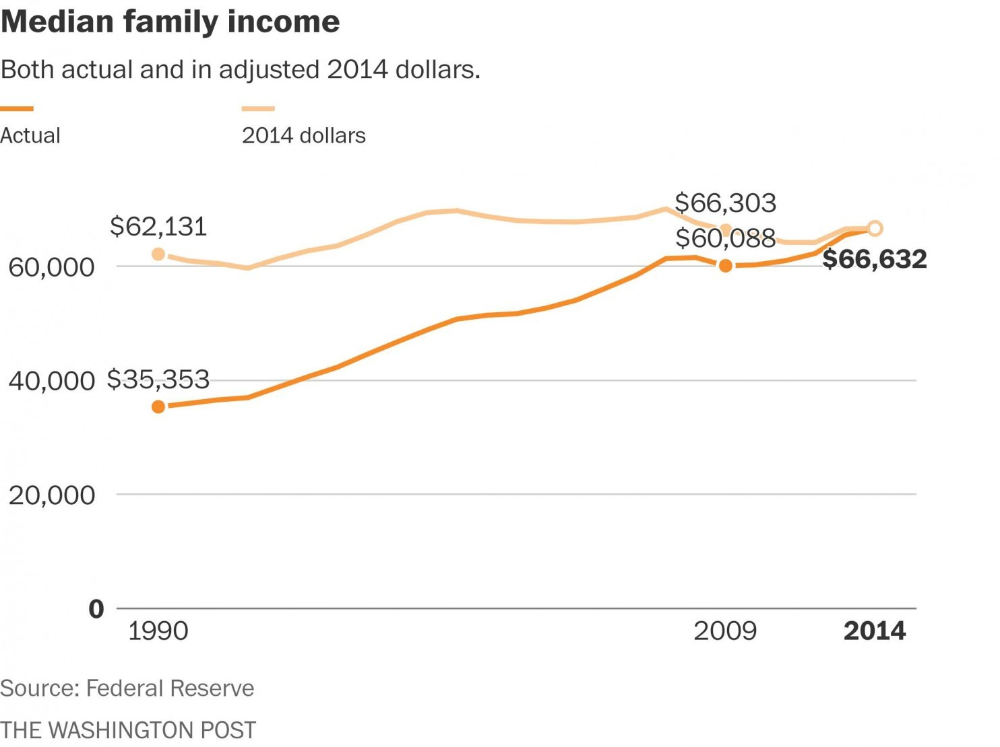 Median family income
Both actual and in adjusted 2014 dollars.
Actual
2014 dollars
$66,303
$62,131
$60,088
60,000
$66,632
40,000
$35,353
20,000
0
1990
2009
2014
Source: Federal Reserve
THE WASHINGTON POST